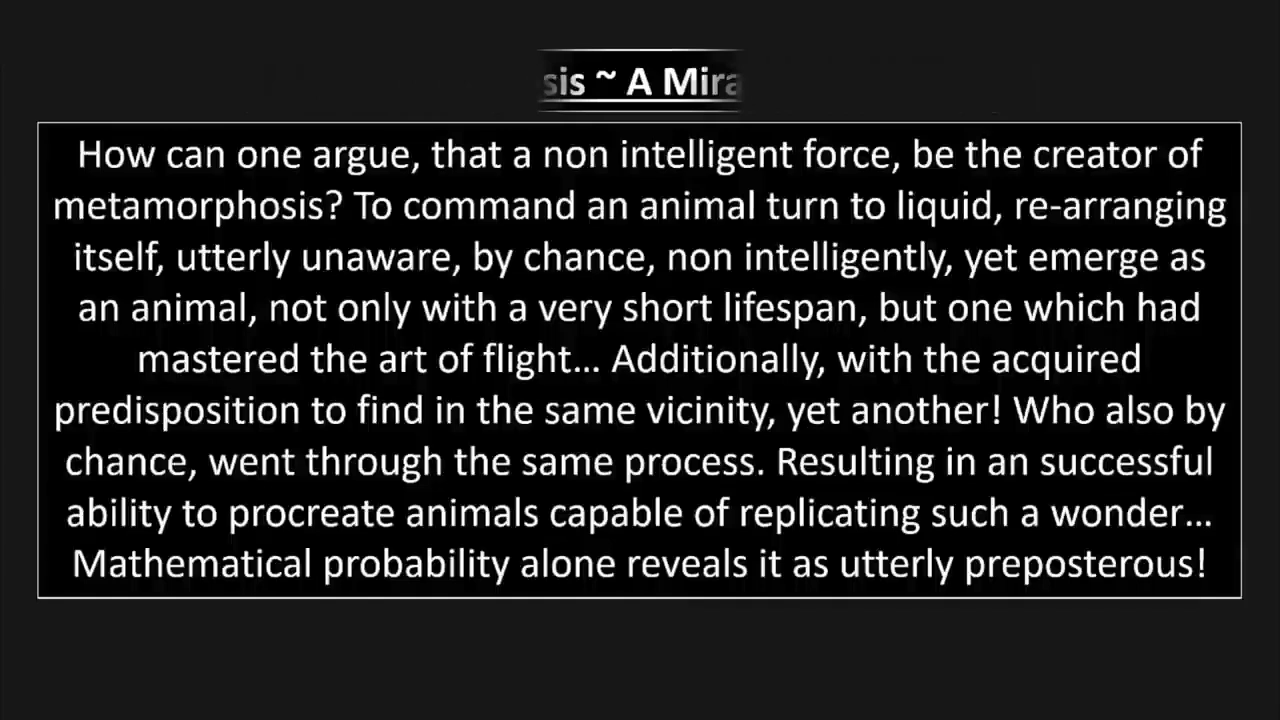 sis ~ A Mira
How can one argue, that a non intelligent force, be the creator of
metamorphosis? To command an animal turn to liquid, re-arranging
itself, utterly unaware, by chance, non intelligently, yet emerge as
an animal, not only with a very short lifespan, but one which had
mastered the art of flight... Additionally, with the acquired
predisposition to find in the same vicinity, yet another! Who also by
chance, went through the same process. Resulting in an successful
ability to procreate animals capable of replicating such a wonder...
Mathematical probability alone reveals it as utterly preposterous!